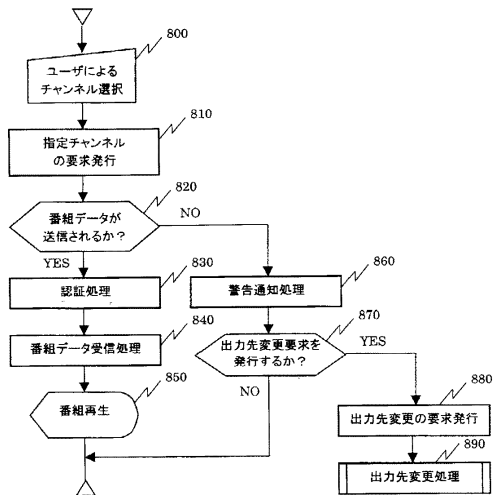 800
ユーザによる
チャンネル選択
810
指定チャンネル
の要求発行
820
番組データが
送信されるか？
NO
YES
830
認証処理
860
警告通知処理
840
番組データ受信処理
870
出力先変更要求を
発行するか？
YES
NO
850
番組再生
880
出力先変更の要求発行
890
出力先変更処理